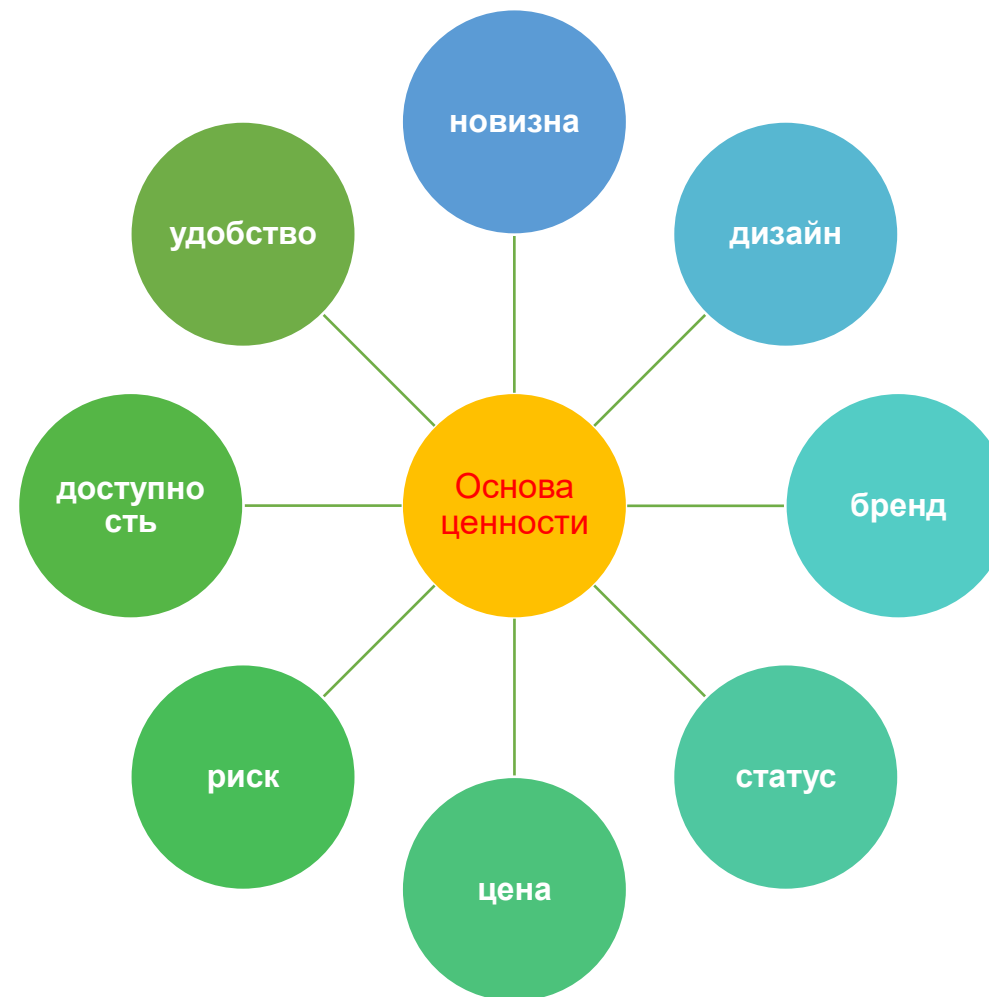 новизна
удобство
дизайн
доступно
сть
Основа
ценности
бренд
риск
статус
цена